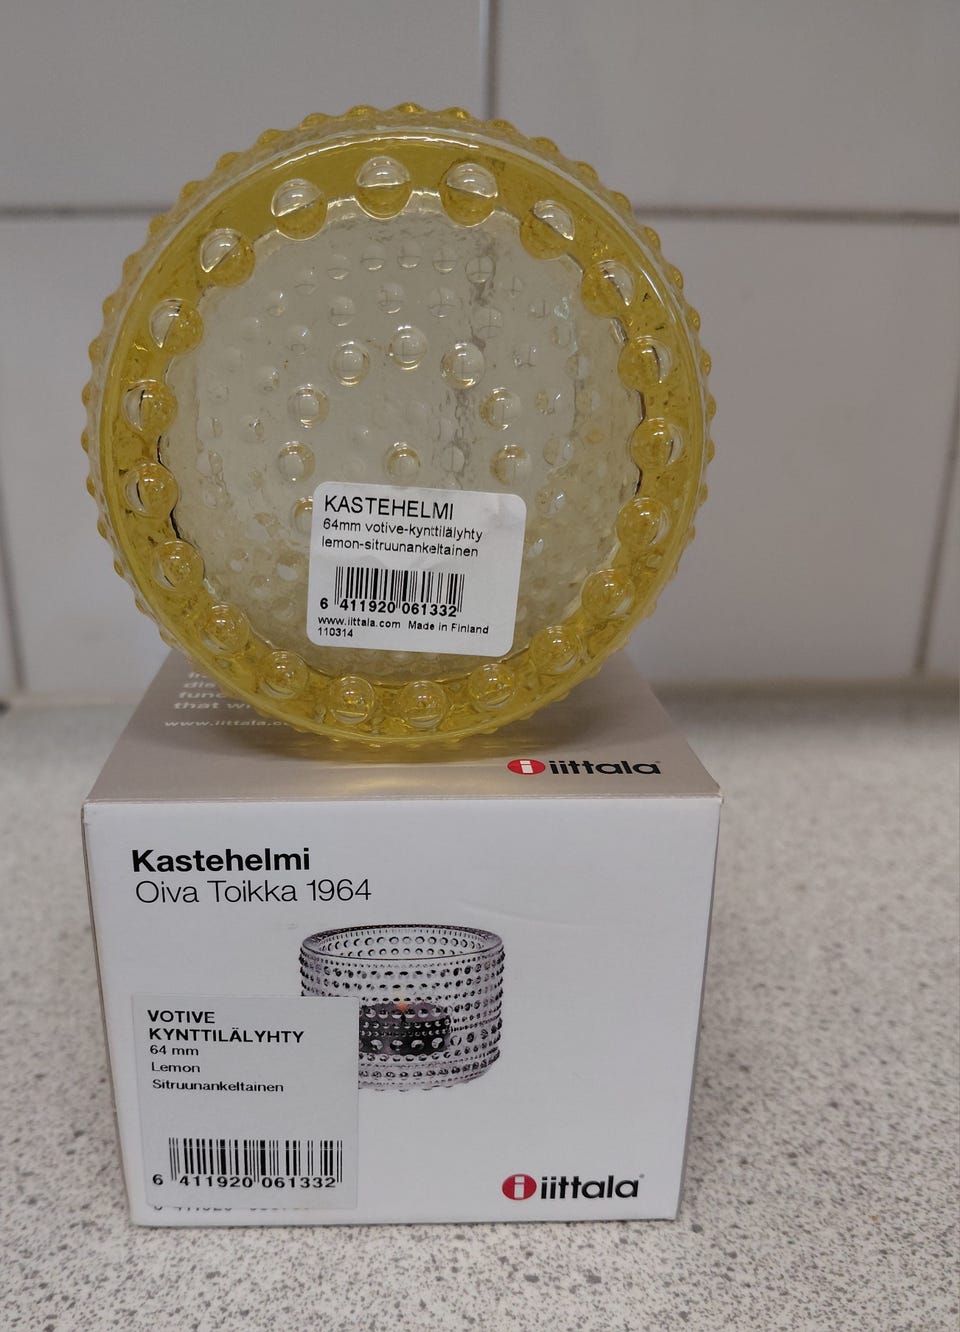 KASTEHELMI
64mm votive-kynttilälyhty
lemon-sitruunankeltainen
6 411920 061332
www.iittala.com Made in Finland
110314
that
iittala
Kastehelmi
Oiva Toikka 1964
VOTIVE
KYNTTILÄLYHTY
64 mm
Lemon
Sitruunankeltainen
6 411920 061332
iittala